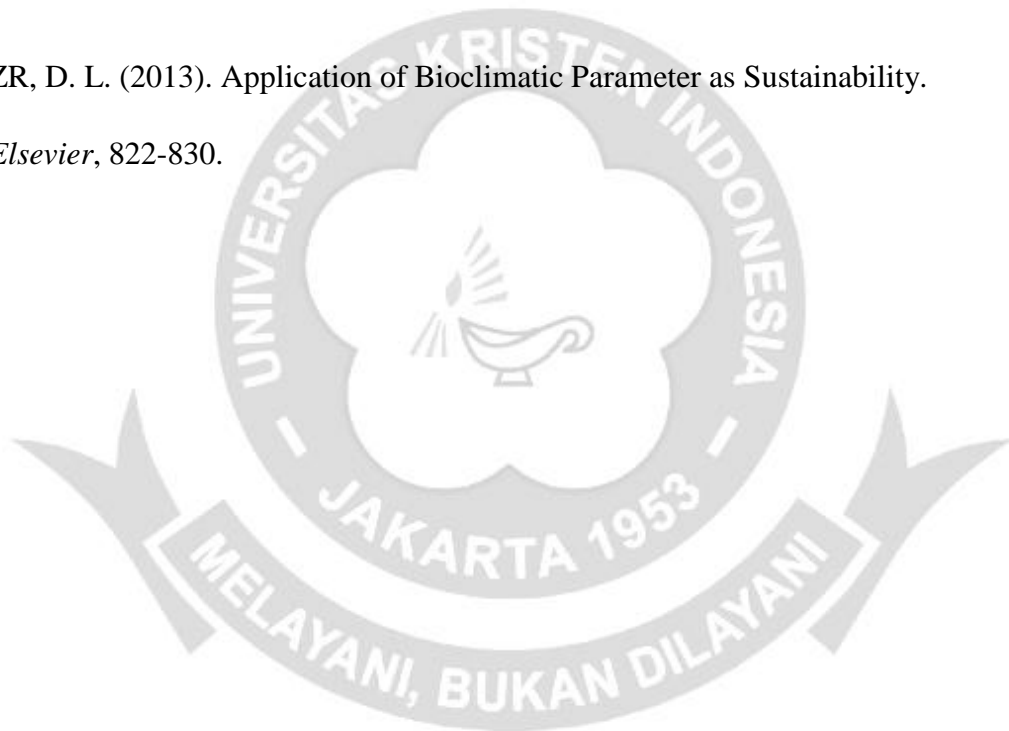 ZR, D. L. (2013). Application of Bioclimatic Parameter as Sustainability.
Elsevier, 822-830.
UNIVERSITAS KRISTEN INDONESIA
- JAKARTA 1953 -
MELAYANI, BUKAN DILAYANI